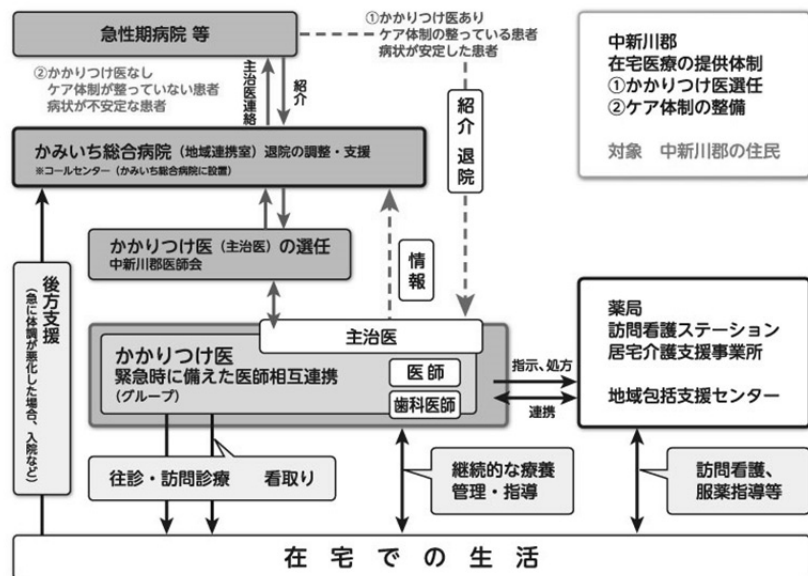 急性期病院 等
①かかりつけ医あり
ケア体制の整っている患者
病状が安定した患者
中新川郡
在宅医療の提供体制
①かかりつけ医選任
②ケア体制の整備
対象 中新川郡の住民
②かかりつけ医なし
ケア体制が整っていない患者
病状が不安定な患者
主治医連絡
紹介
紹介 退院
かみいち総合病院（地域連携室）退院の調整・支援
※コールセンター（かみいち総合病院に設置）
かかりつけ医（主治医）の選任
中新川郡医師会
情報
後方支援
（急に体調が悪化した場合、入院など）
主治医
かかりつけ医
緊急時に備えた医師相互連携
（グループ）
医師
歯科医師
指示、処方
連携
薬局
訪問看護ステーション
居宅介護支援事業所
地域包括支援センター
往診・訪問診療 看取り
継続的な療養
管理・指導
訪問看護、
服薬指導等
在宅での生活